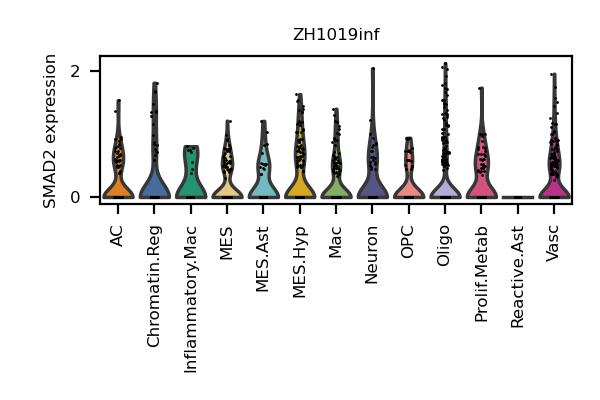 ZH1019inf
SMAD2 expression
2
0
AC
Chromatin.Reg
Inflammatory.Mac
MES
MES.Ast
MES.Hyp
Mac
Neuron
OPC
Oligo
Prolif.Metab
Reactive.Ast
Vasc